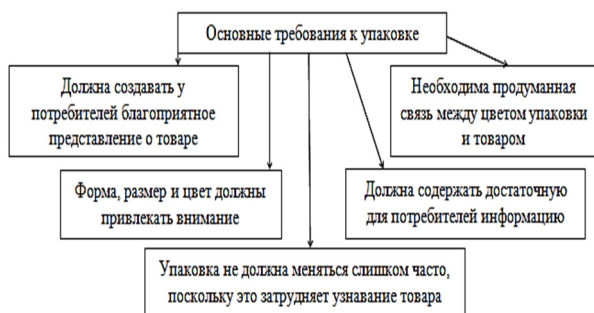 Основные требования к упаковке
Должна создавать у
потребителей благоприятное
представление о товаре
Необходима продуманная
связь между цветом упаковки
и товаром
Форма, размер и цвет должны
привлекать внимание
Должна содержать достаточную
для потребителей информацию
Упаковка не должна меняться слишком часто,
поскольку это затрудняет узнавание товара